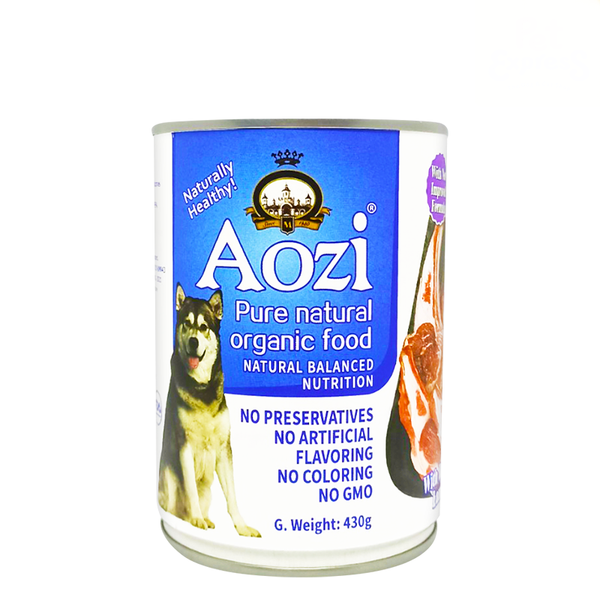 Naturally
Healthy!
Aozi®
Pure natural
organic food
NATURAL BALANCED
NUTRITION
NO PRESERVATIVES
NO ARTIFICIAL
FLAVORING
NO COLORING
NO GMO
G. Weight: 430g
With